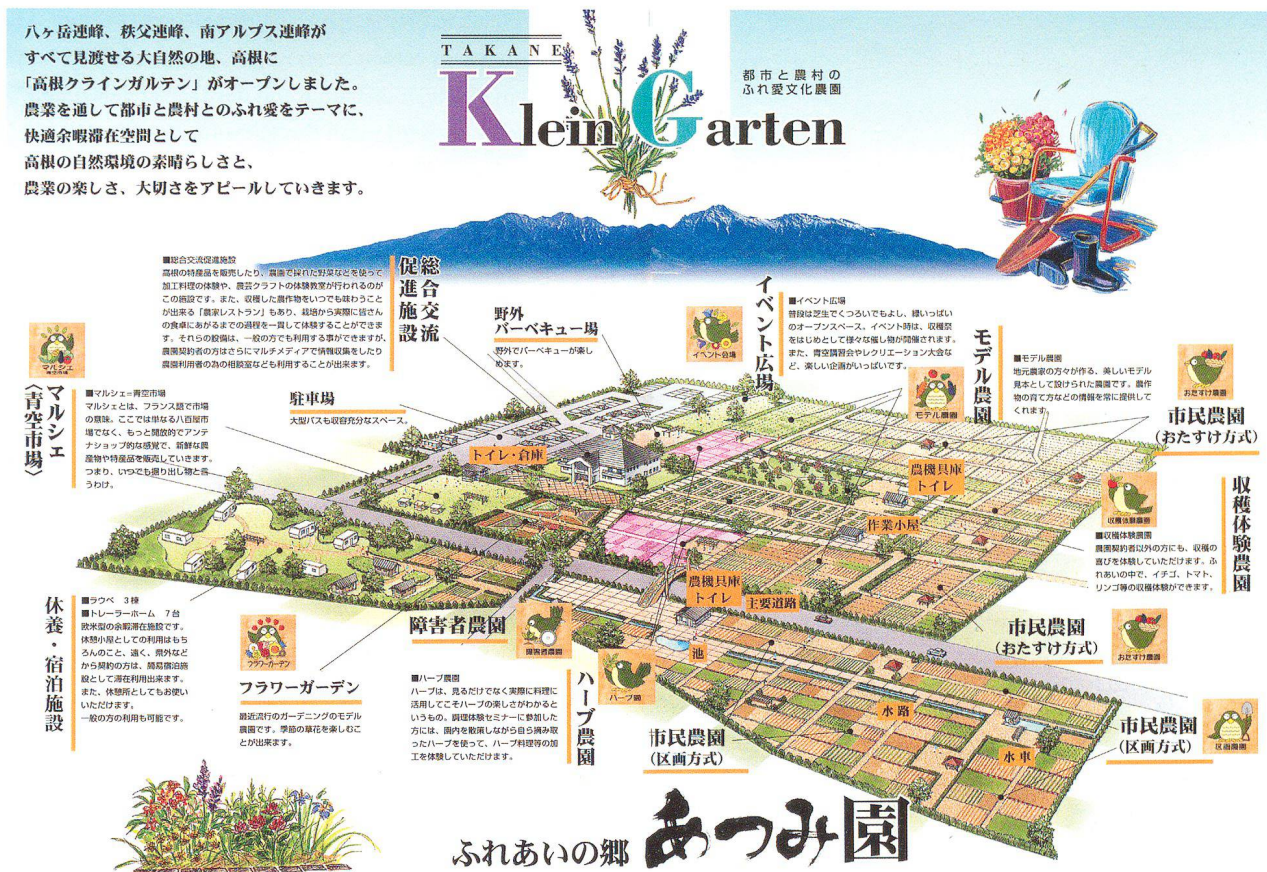 八ヶ岳連峰、秩父連峰、南アルプス連峰が
すべて見渡せる大自然の地、高根に
「高根クラインガルテン」がオープンしました。
農業を通して都市と農村とのふれ愛をテーマに、
快適余暇滞在空間として
高根の自然環境の素晴らしさと、
農業の楽しさ、大切さをアピールしていきます。
TAKANE
Klein Garten
都市と農村の
ふれ愛文化農園
■総合交流促進施設
高根の特産品を販売したり、農園で採れた野菜などを使って
加工料理の体験や、農芸クラフトの体験教室が行われるのが
この施設です。また、収穫した農作物をいつでも味わうこと
が出来る「農家レストラン」もあり、栽培から実際に皆さん
の食卓にあがるまでの過程を一貫して体験することができま
す。それらの設備は、一般の方でも利用する事ができますが、
農園契約者の方はさらにマルチメディアで情報収集をしたり
農園利用者の為の相談室なども利用することが出来ます。
総合交流
促進施設
野外
バーベキュー場
野外でバーベキューが楽し
めます。
イベント会場
イベント広場
■イベント広場
普段は芝生でくつろいでもよし、緑いっぱい
のオープンスペース。イベント時は、収穫祭
をはじめとして様々な催し物が開催されます。
また、青空講習会やレクリエーション大会な
ど、楽しい企画がいっぱいです。
モデル農園
モデル農園
■モデル農園
地元農家の方々が作る、美しいモデル
見本として設けられた農園です。農作
物の育て方などの情報を常に提供して
くれます。
おたすけ農園
市民農園
(おたすけ方式)
マルシェ
青空市場
マルシェ
〈青空市場〉
■マルシェ=青空市場
マルシェとは、フランス語で市場
の意味。ここでは単なる八百屋市
場でなく、もっと開放的でアンテ
ナショップ的な感覚で、新鮮な農
産物や特産品を販売していきます。
つまり、いつでも掘り出し物と言
うわけ。
駐車場
大型バスも収容充分なスペース。
トイレ・倉庫
農機具庫
トイレ
作業小屋
収穫体験農園
収穫体験農園
■収穫体験農園
農園契約者以外の方にも、収穫の
喜びを体験していただけます。ふ
れあいの中で、イチゴ、トマト、
リンゴ等の収穫体験ができます。
農機具庫
トイレ
主要道路
池
休養・宿泊施設
■ラウベ 3棟
■トレーラーホーム 7台
欧米型の余暇滞在施設です。
休憩小屋としての利用はもち
ろんのこと、遠く、県外など
から契約の方は、簡易宿泊施
設として滞在利用出来ます。
また、休憩所としてもお使い
いただけます。
一般の方の利用も可能です。
フラワーガーデン
フラワーガーデン
最近流行のガーデニングのモデル
農園です。季節の草花を楽しむこ
とが出来ます。
障害者農園
障害者農園
■ハーブ農園
ハーブは、見るだけでなく実際に料理に
活用してこそハーブの楽しさがわかると
いうもの。調理体験セミナーに参加した
方には、園内を散策しながら自ら摘み取
ったハーブを使って、ハーブ料理等の加
工を体験していただけます。
ハーブ農園
ハーブ園
市民農園
(おたすけ方式)
おたすけ農園
水路
市民農園
(区画方式)
水車
市民農園
(区画方式)
区画農園
ふれあいの郷 あつみ園